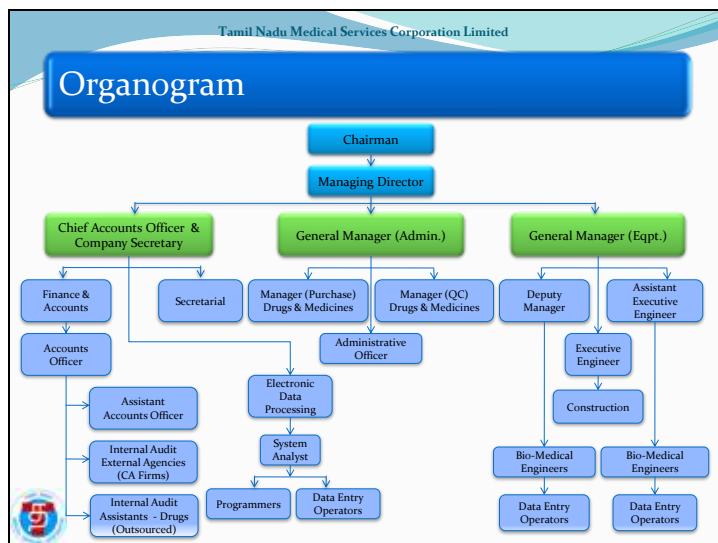 Tamil Nadu Medical Services Corporation Limited
Organogram
Chairman
Managing Director
Chief Accounts Officer &
Company Secretary
General Manager (Admin.)
General Manager (Eqpt.)
Finance &
Accounts
Secretarial
Manager (Purchase)
Drugs & Medicines
Manager (QC)
Drugs & Medicines
Deputy
Manager
Assistant
Executive
Engineer
Accounts
Officer
Administrative
Officer
Executive
Engineer
Assistant
Accounts Officer
Electronic
Data
Processing
Construction
Internal Audit
External Agencies
(CA Firms)
System
Analyst
Bio-Medical
Engineers
Bio-Medical
Engineers
Internal Audit
Assistants - Drugs
(Outsourced)
Programmers
Data Entry
Operators
Data Entry
Operators
Data Entry
Operators